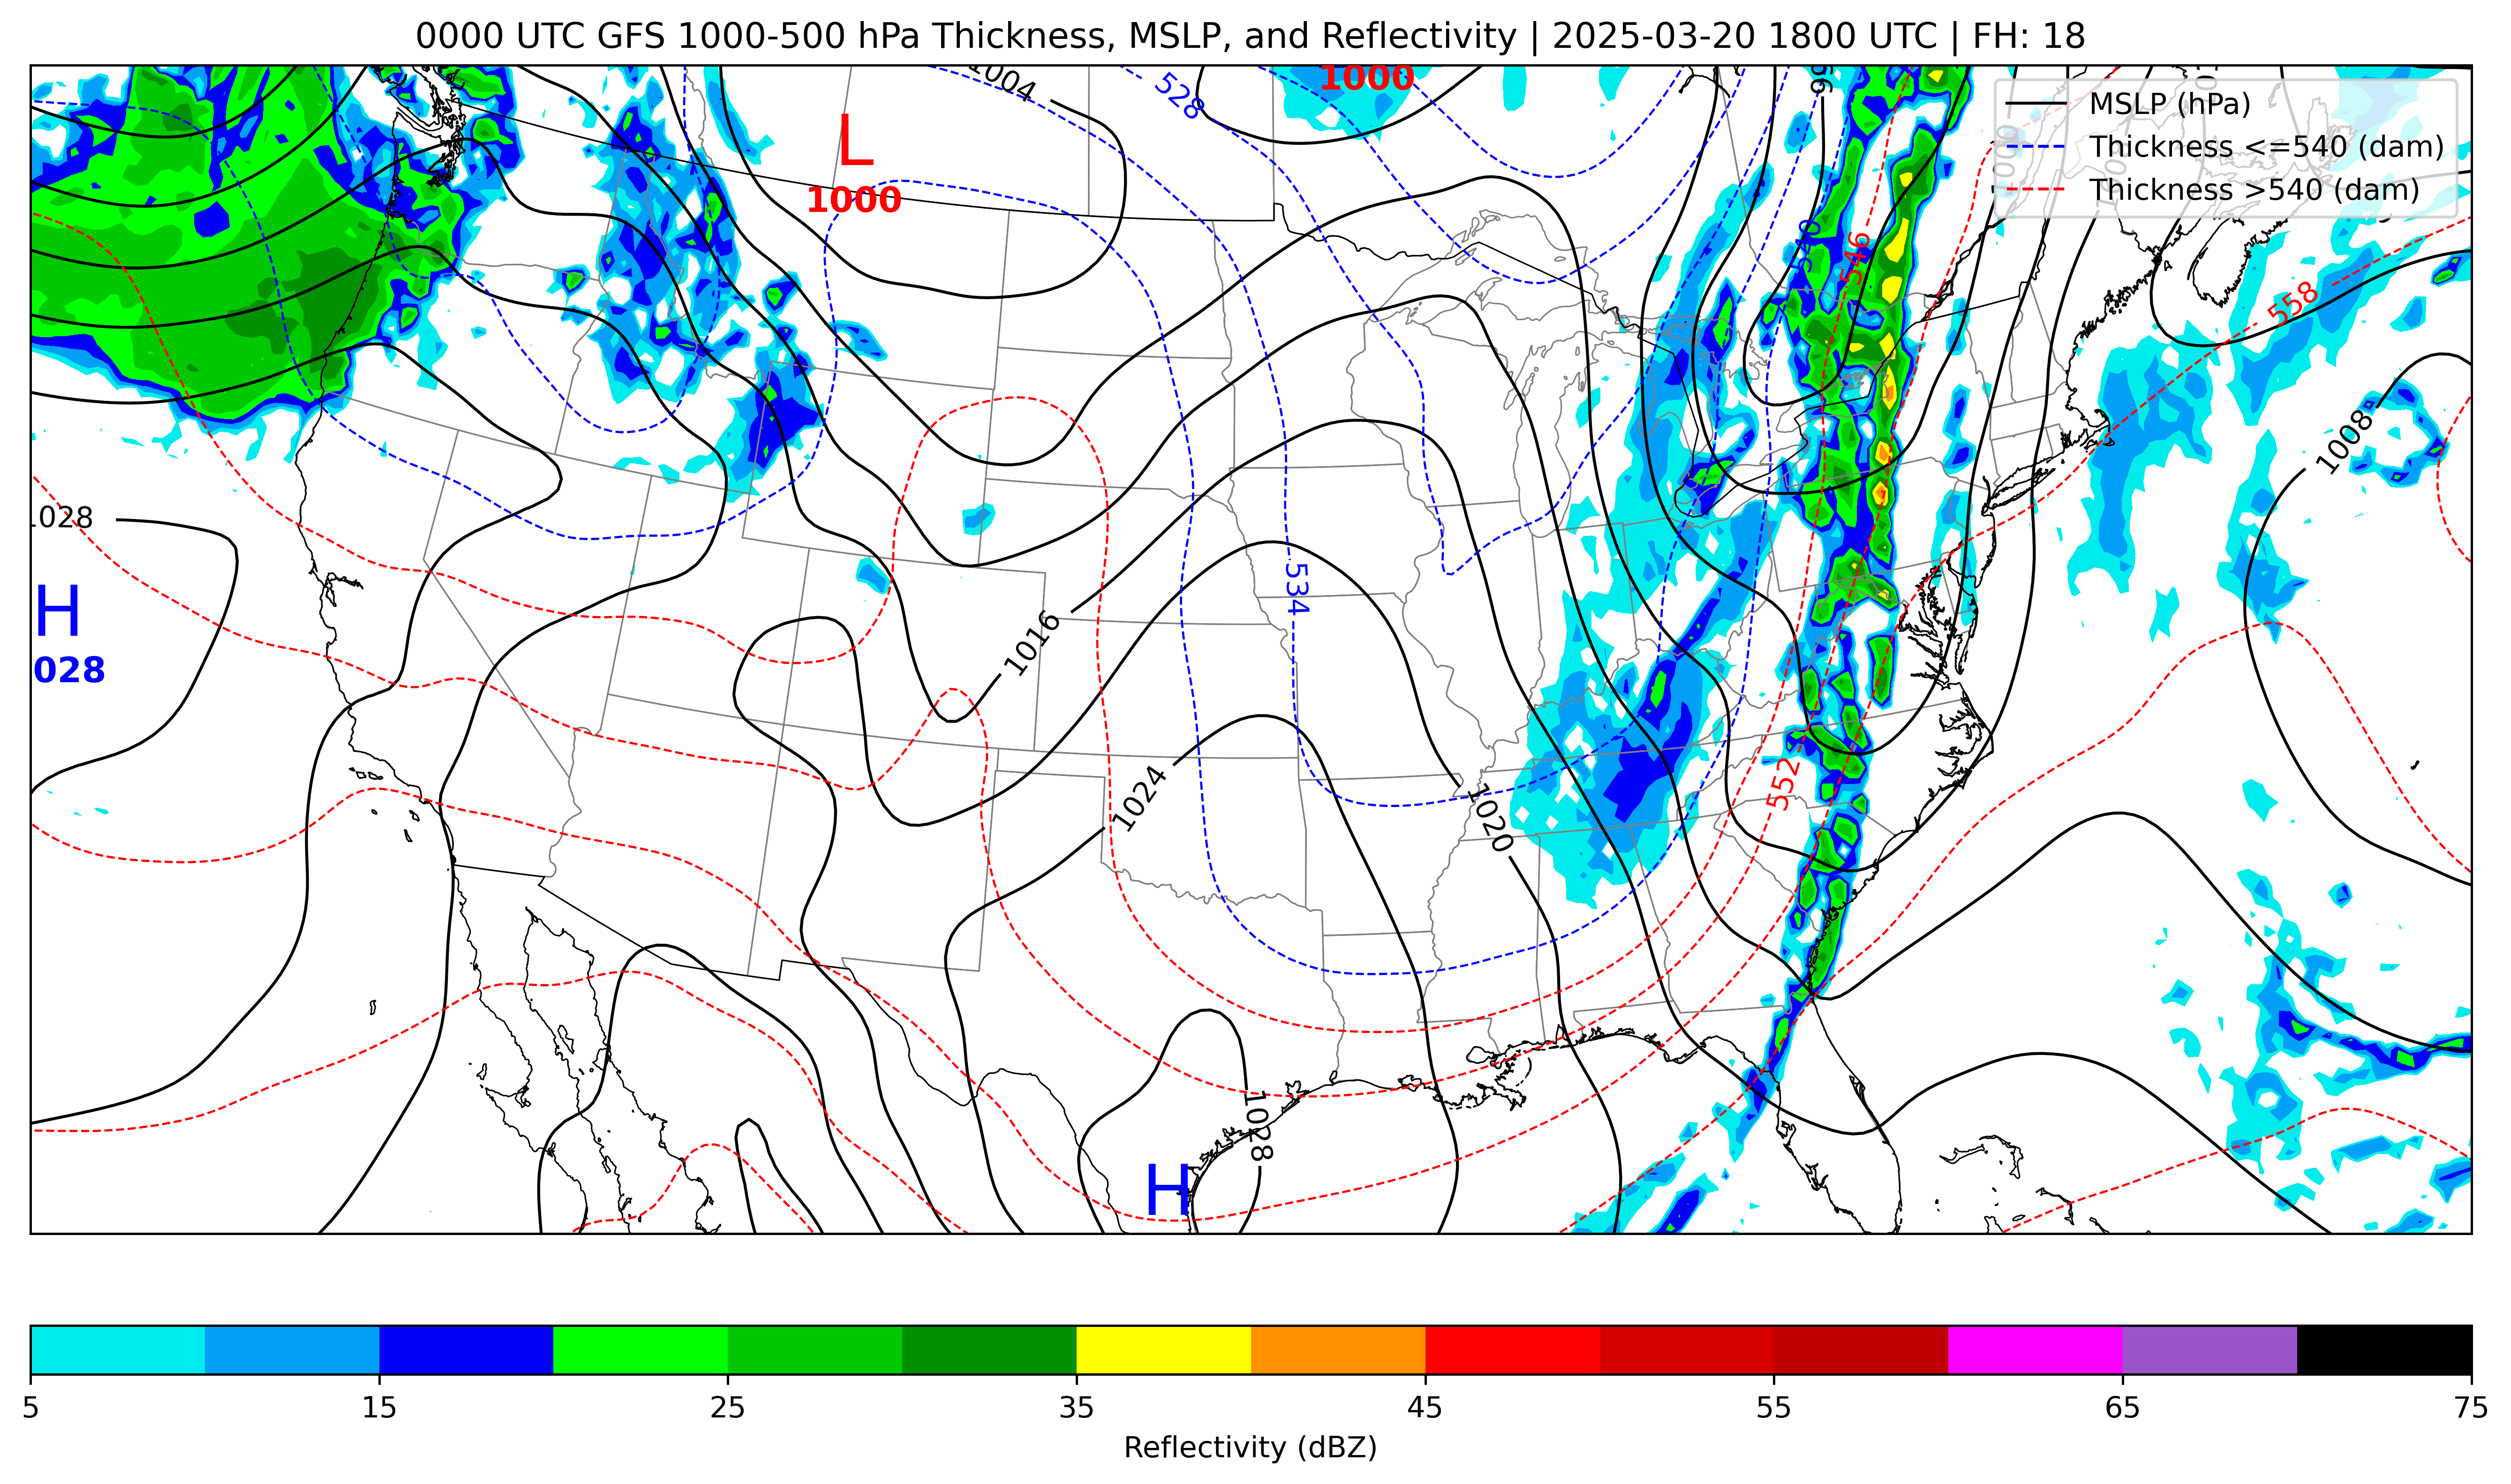 0000 UTC GFS 1000-500 hPa Thickness, MSLP, and Reflectivity | 2025-03-20 1800 UTC | FH: 18
1004
528
1000
MSLP (hPa)
Thickness <=540 (dam)
Thickness >540 (dam)
L
1000
540
546
558
1008
1028
H
028
534
1016
552
1024
1020
1028
H
5 15 25 35 45 55 65 75
Reflectivity (dBZ)